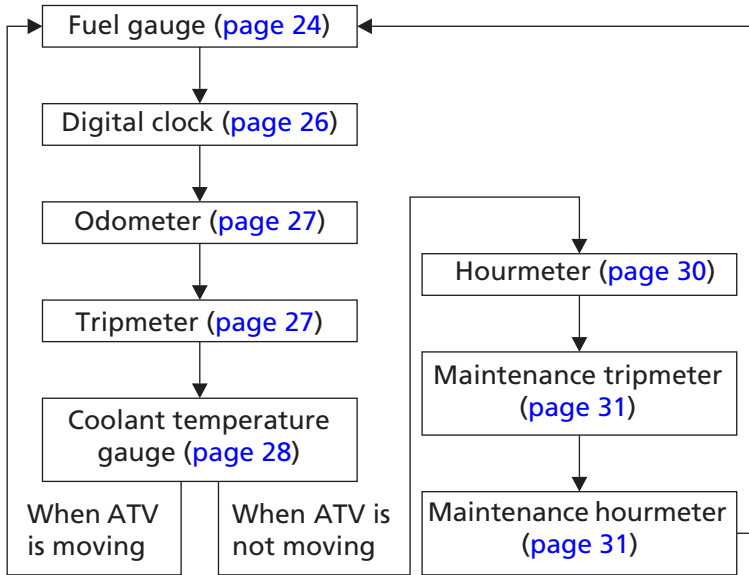 Fuel gauge (page 24)
Digital clock (page 26)
Odometer (page 27)
Tripmeter (page 27)
Coolant temperature
gauge (page 28)
When ATV
is moving
When ATV is
not moving
Hourmeter (page 30)
Maintenance tripmeter
(page 31)
Maintenance hourmeter
(page 31)